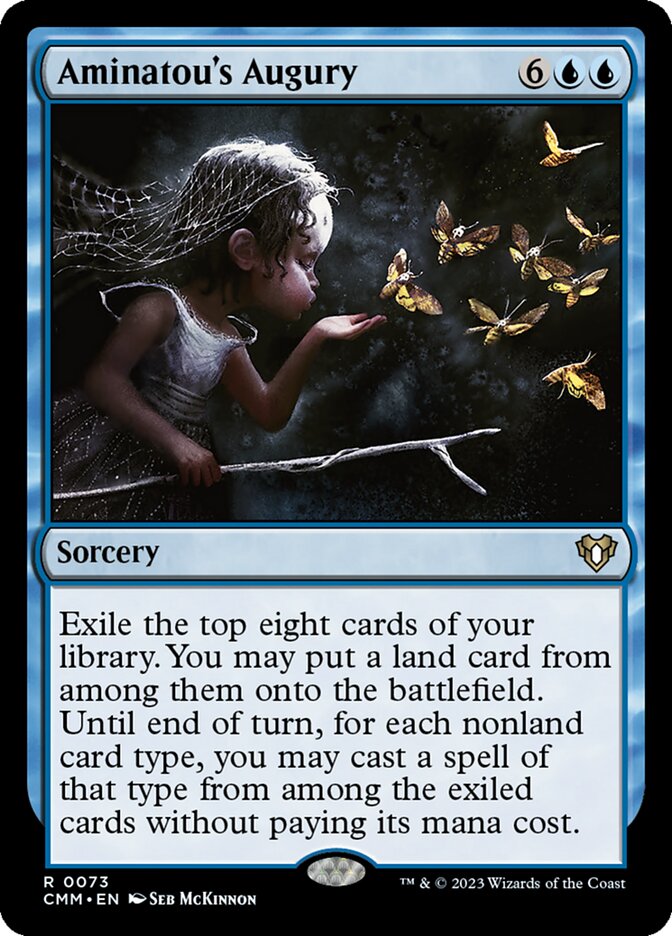 Aminatou's Augury 6
Sorcery
Exile the top eight cards of your
library. You may put a land card from
among them onto the battlefield.
Until end of turn, for each nonland
card type, you may cast a spell of
that type from among the exiled
cards without paying its mana cost.
R 0073
CMM • EN Seb McKinnon
™ & © 2023 Wizards of the Coast